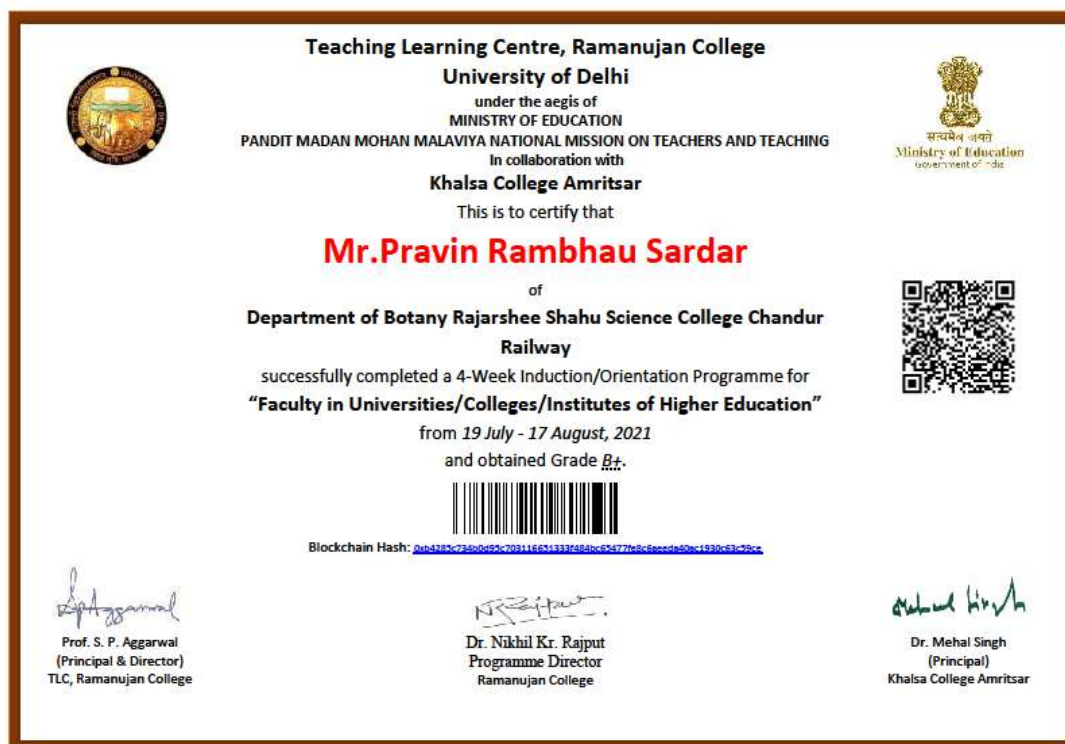 Teaching Learning Centre, Ramanujan College
University of Delhi
under the aegis of
MINISTRY OF EDUCATION
PANDIT MADAN MOHAN MALAVIYA NATIONAL MISSION ON TEACHERS AND TEACHING
In collaboration with
Khalsa College Amritsar
सत्यमेव जयते
Ministry of Education
Government of India
This is to certify that
Mr.Pravin Rambhau Sardar
of
Department of Botany Rajarshee Shahu Science College Chandur
Railway
successfully completed a 4-Week Induction/Orientation Programme for
“Faculty in Universities/Colleges/Institutes of Higher Education”
from 19 July - 17 August, 2021
and obtained Grade B+.
Blockchain Hash:
Prof. S. P. Aggarwal
(Principal & Director)
TLC, Ramanujan College
Dr. Nikhil Kr. Rajput
Programme Director
Ramanujan College
Dr. Mehal Singh
(Principal)
Khalsa College Amritsar